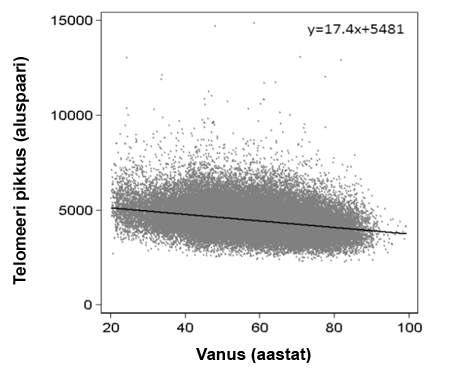 y=17.4x+5481
Telomeeri pikkus (aluspaari)
15000
10000
5000
0
20 40 60 80 100
Vanus (aastat)